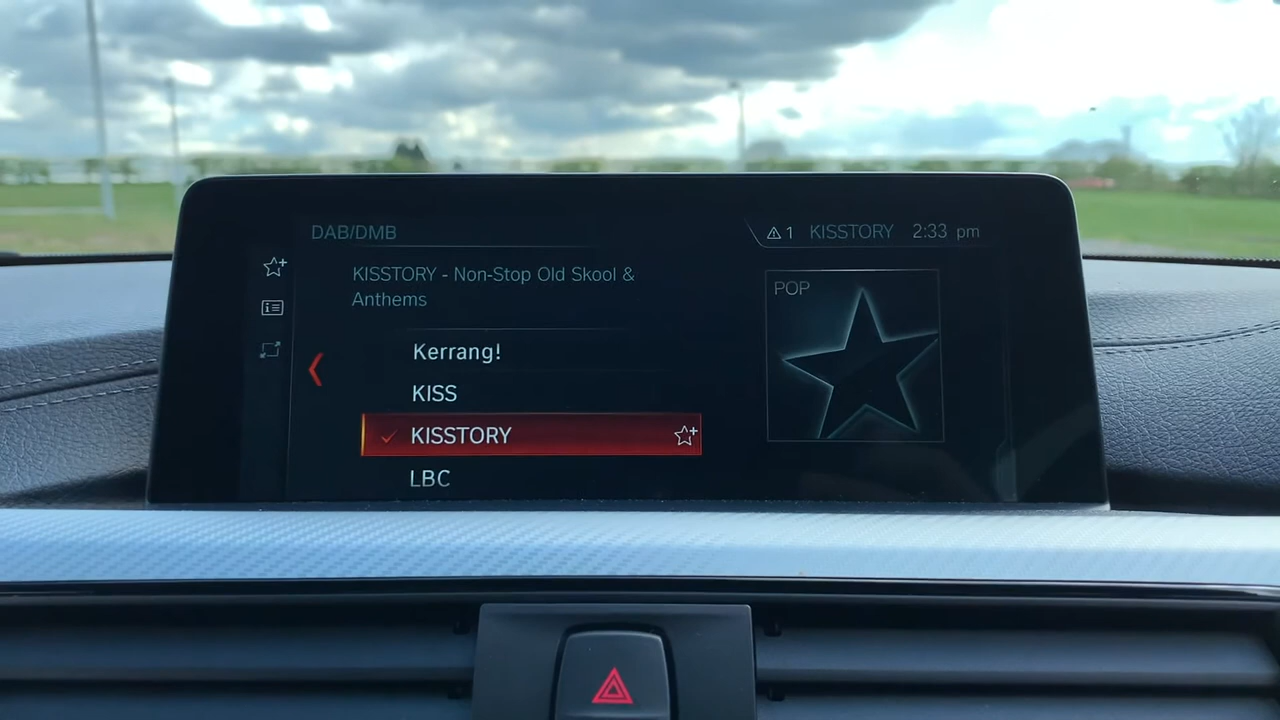 DAB/DMB
1 KISSTORY 2:33 pm
KISSTORY - Non-Stop Old Skool &
Anthems
POP
Kerrang!
KISS
KISSTORY
LBC